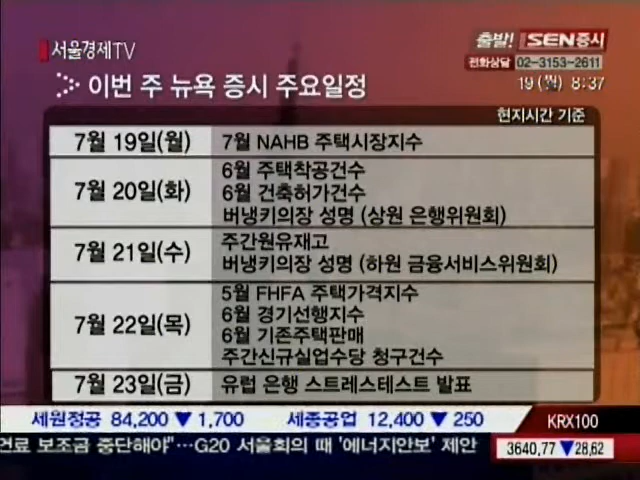 서울경제TV
출발! SEN증시
전화상담 02-3153-2611
19 (월) 8:37
이번 주 뉴욕 증시 주요일정
현지시간 기준
7월 19일(월) 7월 NAHB 주택시장지수
7월 20일(화) 6월 주택착공건수
6월 건축허가건수
버냉키의장 성명 (상원 은행위원회)
7월 21일(수) 주간원유재고
버냉키의장 성명 (하원 금융서비스위원회)
7월 22일(목) 5월 FHFA 주택가격지수
6월 경기선행지수
6월 기존주택판매
주간신규실업수당 청구건수
7월 23일(금) 유럽 은행 스트레스테스트 발표
세원정공 84,200 ▼ 1,700 세종공업 12,400 ▼ 250 KRX100
연료 보조금 중단해야"…G20 서울회의 때 '에너지안보' 제안 3640.77 ▼28.62